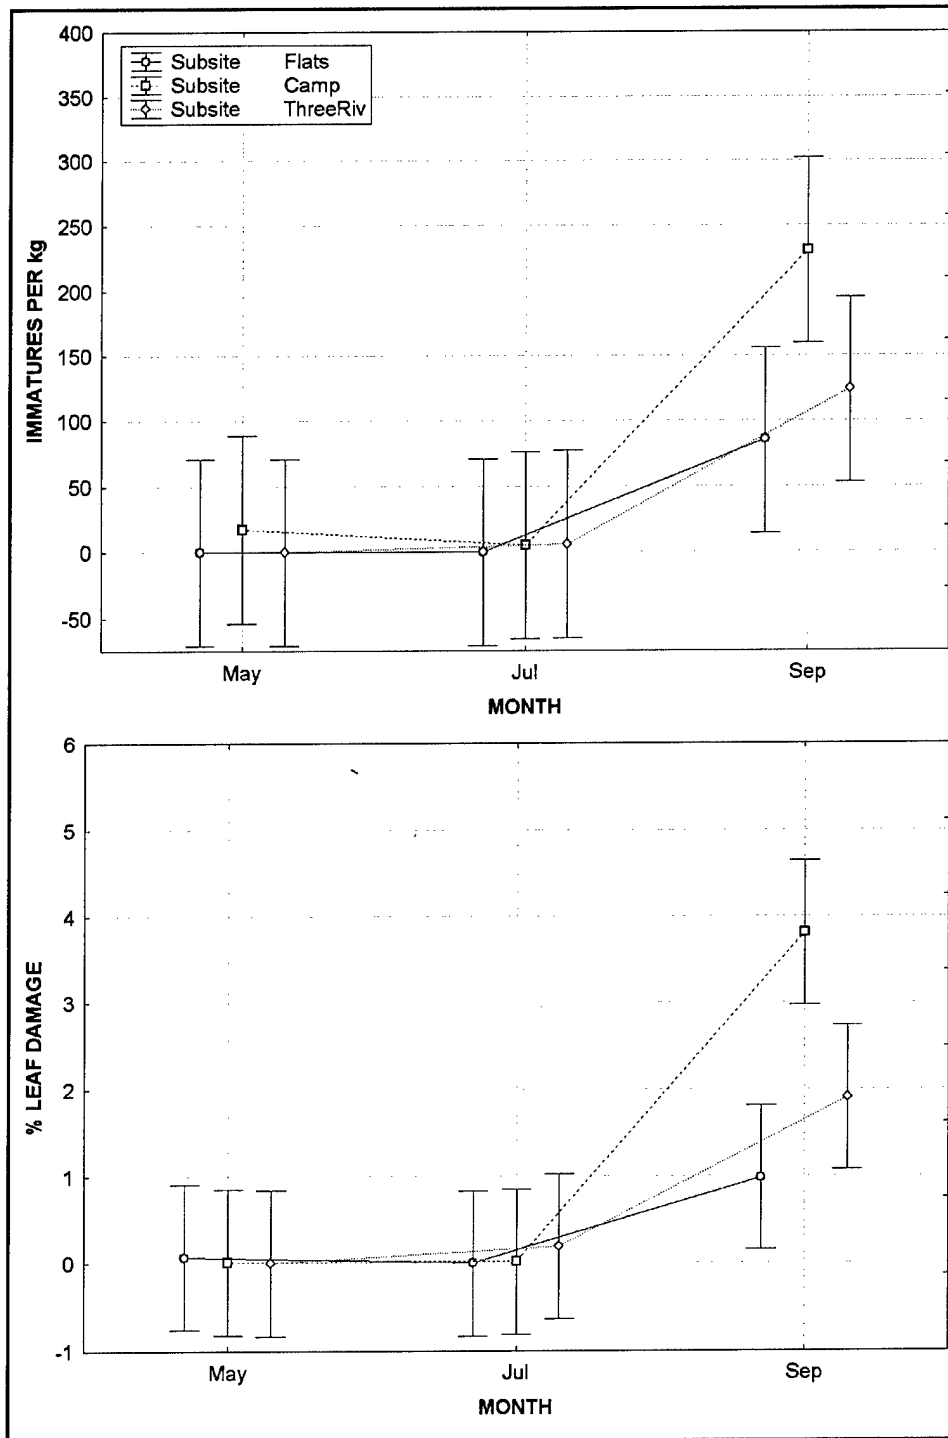 400
Subsite Flats
Subsite Camp
Subsite ThreeRiv
350
300
250
200
150
100
50
0
-50
IMMATURES PER kg
May Jul Sep
MONTH
6
5
4
3
2
1
0
-1
% LEAF DAMAGE
May Jul Sep
MONTH